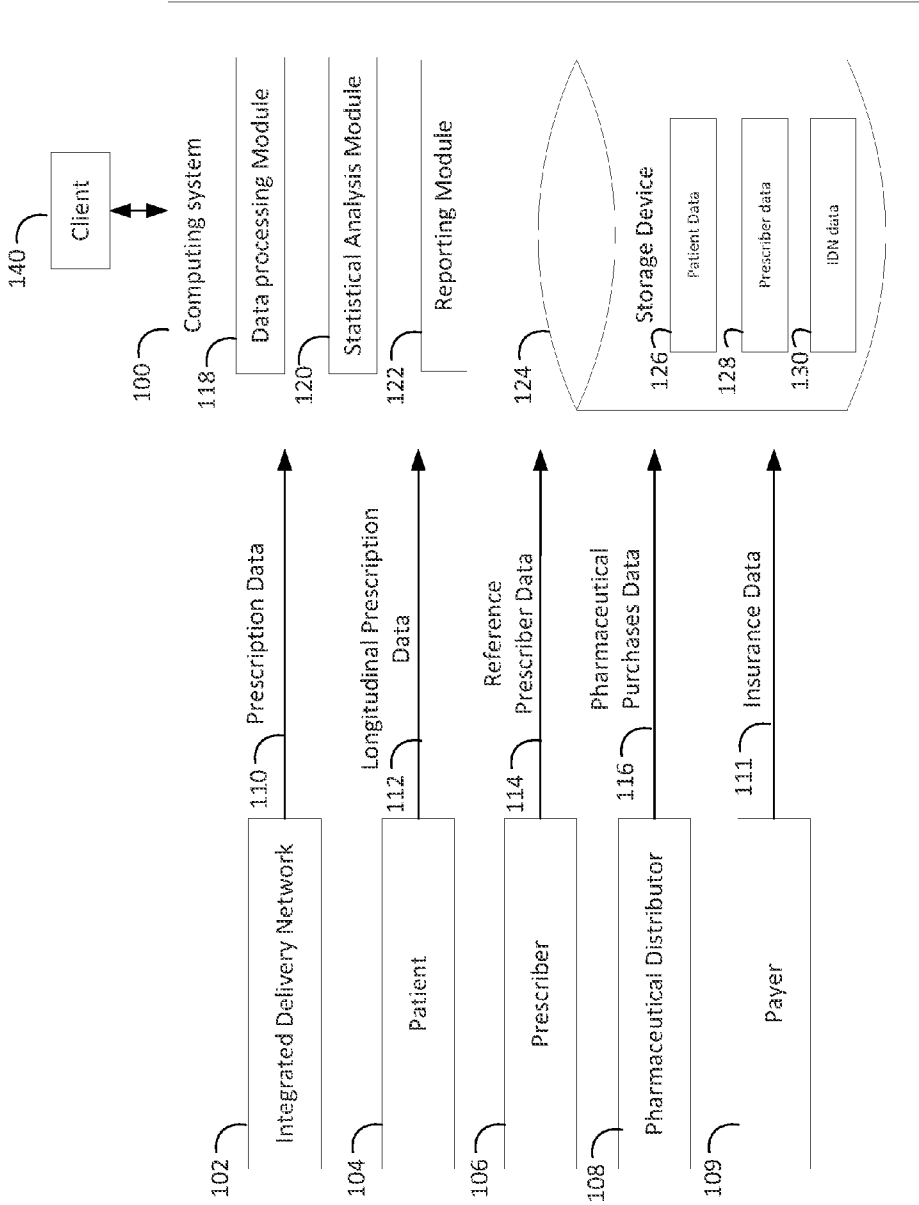 140
Client
100
Computing system
118
Data processing Module
120
Statistical Analysis Module
122
Reporting Module
124
Storage Device
126
Patient Data
128
Prescriber data
130
IDN data
102
Integrated Delivery Network
110
Prescription Data
104
Patient
112
Longitudinal Prescription
Data
106
Prescriber
114
Reference
Prescriber Data
108
Pharmaceutical Distributor
116
Pharmaceutical
Purchases Data
109
Payer
111
Insurance Data